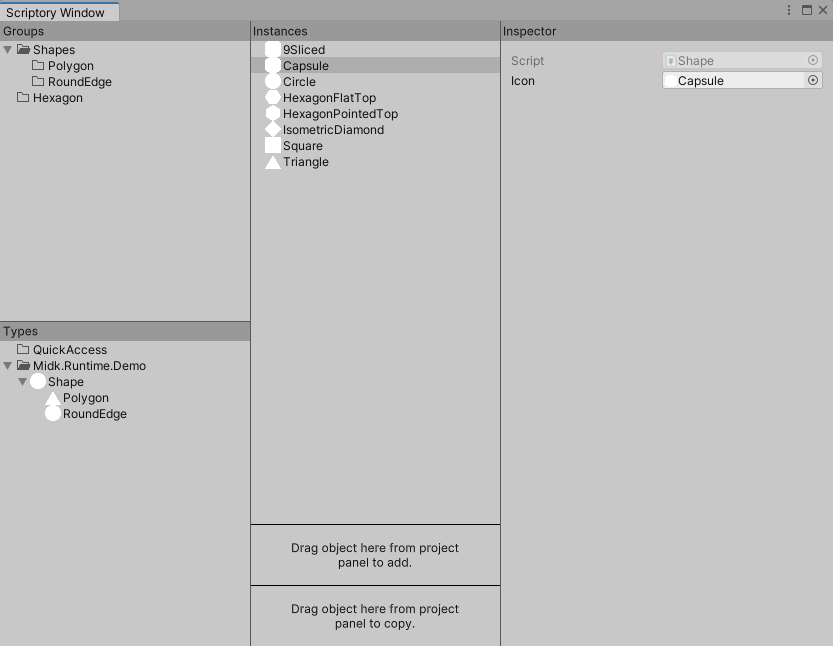 Scriptory Window
Groups
Shapes
Polygon
RoundEdge
Hexagon
Types
QuickAccess
Midk.Runtime.Demo
Shape
Polygon
RoundEdge
Instances
9Sliced
Capsule
Circle
HexagonFlatTop
HexagonPointedTop
IsometricDiamond
Square
Triangle
Drag object here from project
panel to add.
Drag object here from project
panel to copy.
Inspector
Script # Shape
Icon Capsule